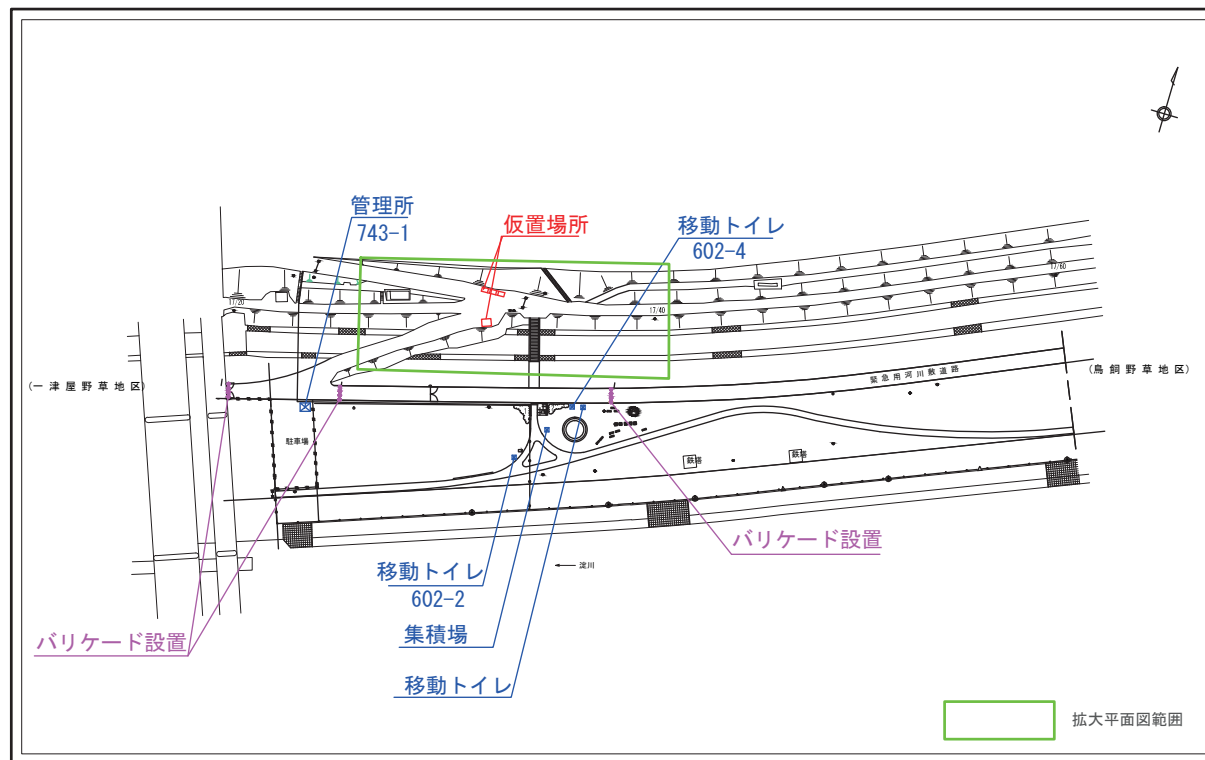 管理所
743-1
仮置場所
移動トイレ
602-4
17/60
17/20
17/40
(一津屋野草地区)
(鳥飼野草地区)
緊急用河川敷道路
駐車場
鉄塔
鉄塔
バリケード設置
淀川
移動トイレ
602-2
集積場
バリケード設置
移動トイレ
拡大平面図範囲